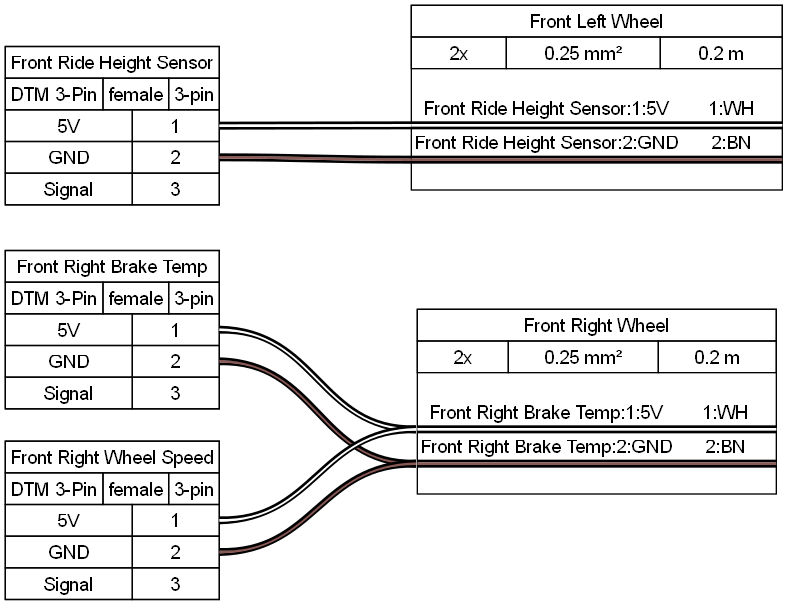 Front Ride Height Sensor
DTM 3-Pin female 3-pin
5V 1
GND 2
Signal 3
Front Left Wheel
2x 0.25 mm² 0.2 m
Front Ride Height Sensor:1:5V 1:WH
Front Ride Height Sensor:2:GND 2:BN
Front Right Brake Temp
DTM 3-Pin female 3-pin
5V 1
GND 2
Signal 3
Front Right Wheel Speed
DTM 3-Pin female 3-pin
5V 1
GND 2
Signal 3
Front Right Wheel
2x 0.25 mm² 0.2 m
Front Right Brake Temp:1:5V 1:WH
Front Right Brake Temp:2:GND 2:BN